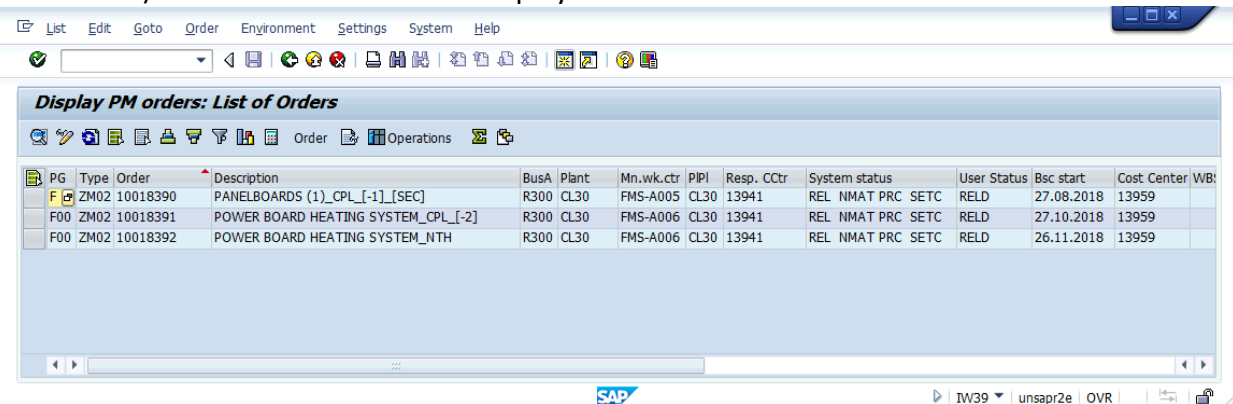 List Edit Goto Order Environment Settings System Help
Display PM orders: List of Orders
Order Operations
PG Type Order Description BusA Plant Mn.wk.ctr PlPl Resp. CCtr System status User Status Bsc start Cost Center
F ZM02 10018390 PANELBOARDS (1)_CPL_[-1]_[SEC] R300 CL30 FMS-A005 CL30 13941 REL NMAT PRC SETC RELD 27.08.2018 13959
F00 ZM02 10018391 POWER BOARD HEATING SYSTEM_CPL_[-2] R300 CL30 FMS-A006 CL30 13941 REL NMAT PRC SETC RELD 27.10.2018 13959
F00 ZM02 10018392 POWER BOARD HEATING SYSTEM_NTH R300 CL30 FMS-A006 CL30 13941 REL NMAT PRC SETC RELD 26.11.2018 13959
SAP IW39 unsapr2e OVR